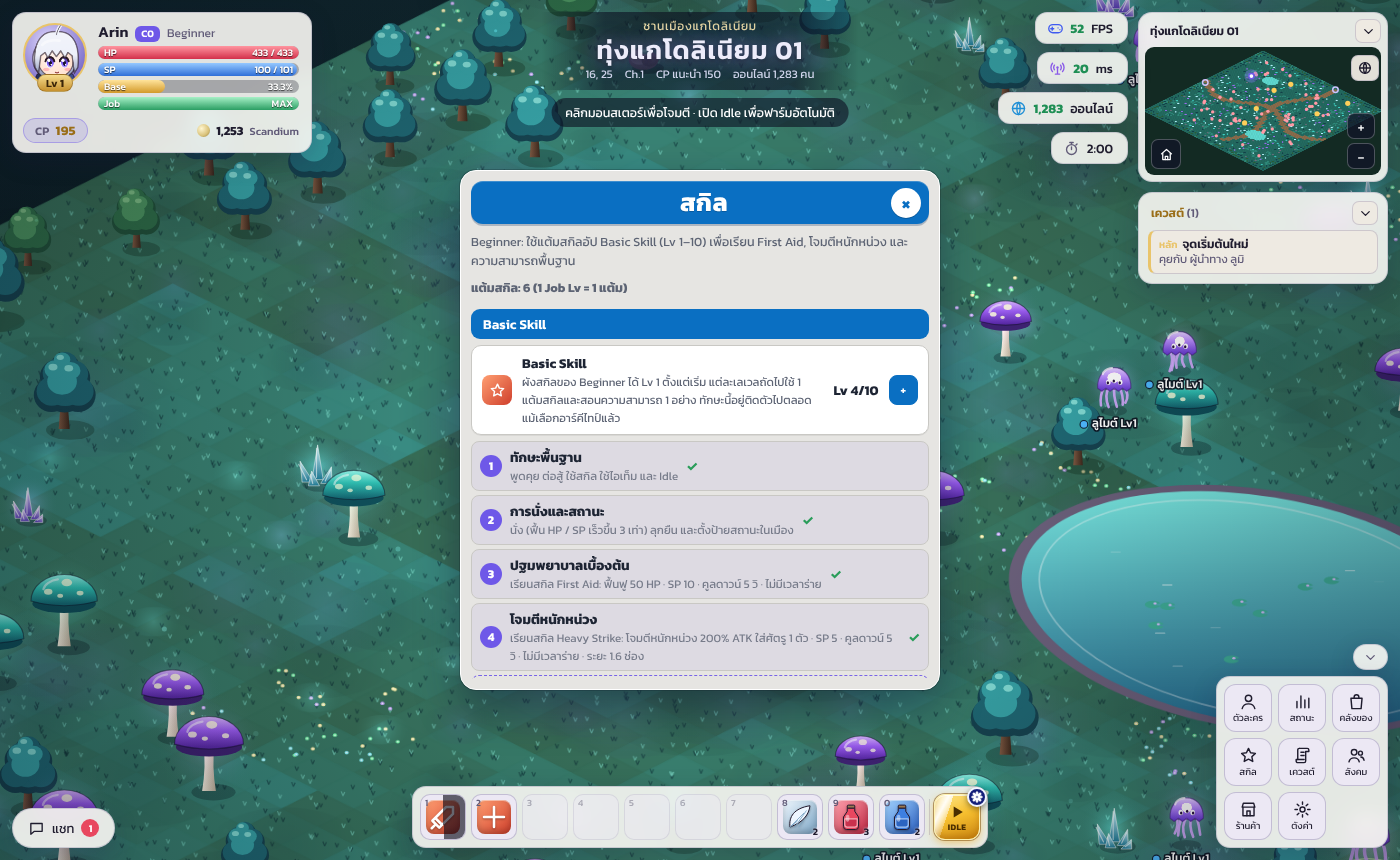 Arin C0 Beginner
HP 433 / 433
SP 100 / 101
Base 33.3%
Job MAX
Lv 1
CP 195
1,253 Scandium
ชานเมืองแกโดลิเนียม
ทุ่งแกโดลิเนียม 01
16, 25 Ch.1 CP แนะนำ 150 ออนไลน์ 1,283 คน
คลิกมอนสเตอร์เพื่อโจมตี · เปิด Idle เพื่อฟาร์มอัตโนมัติ
52 FPS
20 ms
1,283 ออนไลน์
2:00
ทุ่งแกโดลิเนียม 01
+
−
เควสต์ (1)
หลัก จุดเริ่มต้นใหม่
คุยกับ ผู้นำทาง ลูมิ
สกิล
×
Beginner: ใช้แต้มสกิลอัป Basic Skill (Lv 1–10) เพื่อเรียน First Aid, โจมตีหนักหน่วง และ
ความสามารถพื้นฐาน
แต้มสกิล: 6 (1 Job Lv = 1 แต้ม)
Basic Skill
Basic Skill
ผังสกิลของ Beginner ได้ Lv 1 ตั้งแต่เริ่ม แต่ละเลเวลถัดไปใช้ 1
แต้มสกิลและสอนความสามารถ 1 อย่าง ทักษะนี้อยู่ติดตัวไปตลอด
แม้เลือกอาร์คีไทป์แล้ว
Lv 4/10
+
1 ทักษะพื้นฐาน
พูดคุย ต่อสู้ ใช้สกิล ใช้ไอเท็ม และ Idle
2 การนั่งและสถานะ
นั่ง (ฟื้น HP / SP เร็วขึ้น 3 เท่า) ลุกยืน และตั้งป้ายสถานะในเมือง
3 ปฐมพยาบาลเบื้องต้น
เรียนสกิล First Aid: ฟื้นฟู 50 HP · SP 10 · คูลดาวน์ 5 วิ · ไม่มีเวลาร่าย
4 โจมตีหนักหน่วง
เรียนสกิล Heavy Strike: โจมตีหนักหน่วง 200% ATK ใส่ศัตรู 1 ตัว · SP 5 · คูลดาวน์ 5
วิ · ไม่มีเวลาร่าย · ระยะ 1.6 ช่อง
ลูไมต์ Lv1
ลูไมต์ Lv1
ลูไมต์ Lv1
ตัวละคร
สถานะ
คลังของ
สกิล
เควสต์
สังคม
ร้านค้า
ตั้งค่า
แชท 1
1
2
3
4
5
6
7
8 2
9 3
0 2
IDLE